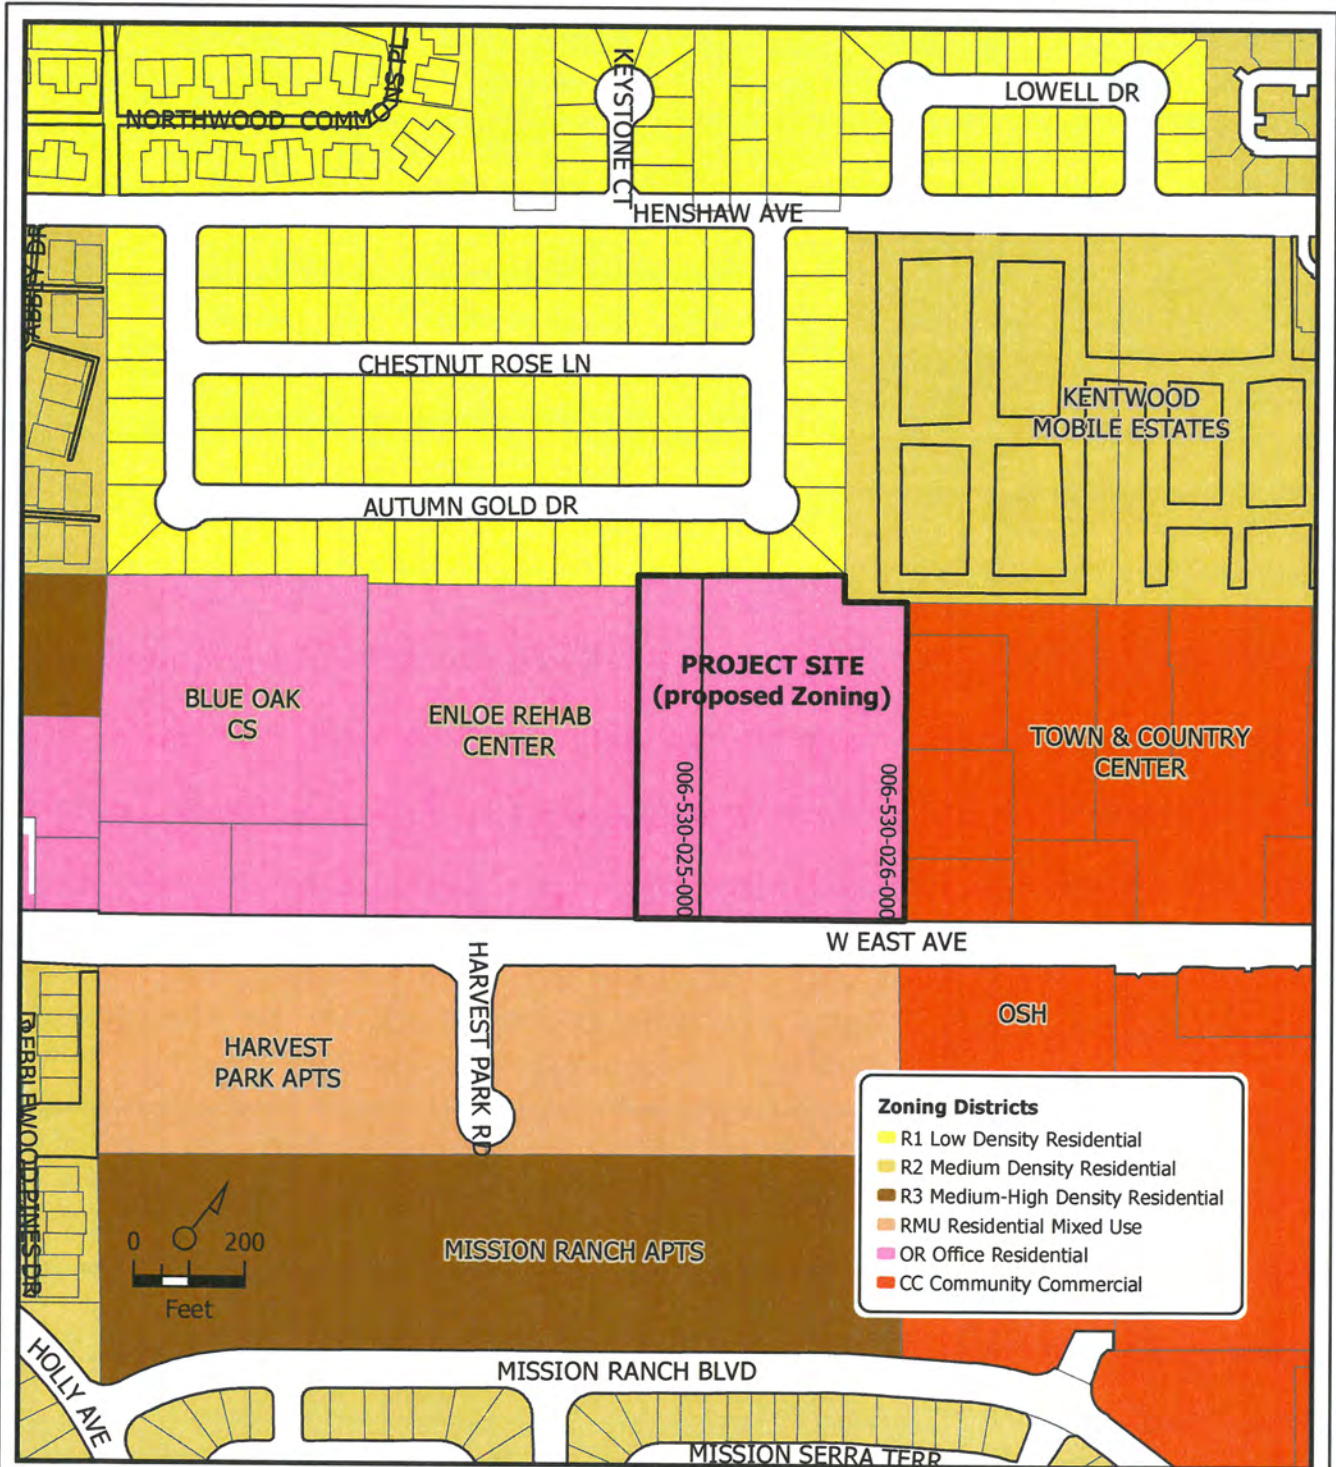 NORTHWOOD COMMONS PL
KEYSTONE CT
LOWELL DR
HENSHAW AVE
CHESTNUT ROSE LN
AUTUMN GOLD DR
KENTWOOD
MOBILE ESTATES
BLUE OAK
CS
ENLOE REHAB
CENTER
PROJECT SITE
(proposed Zoning)
006-530-025-000
006-530-026-000
TOWN & COUNTRY
CENTER
W EAST AVE
HARVEST PARK RD
HARVEST
PARK APTS
OSH
Zoning Districts
R1 Low Density Residential
R2 Medium Density Residential
R3 Medium-High Density Residential
RMU Residential Mixed Use
OR Office Residential
CC Community Commercial
PEBBLEWOOD PINES DR
0 200
Feet
MISSION RANCH APTS
HOLLY AVE
MISSION RANCH BLVD
MISSION SERRA TERR